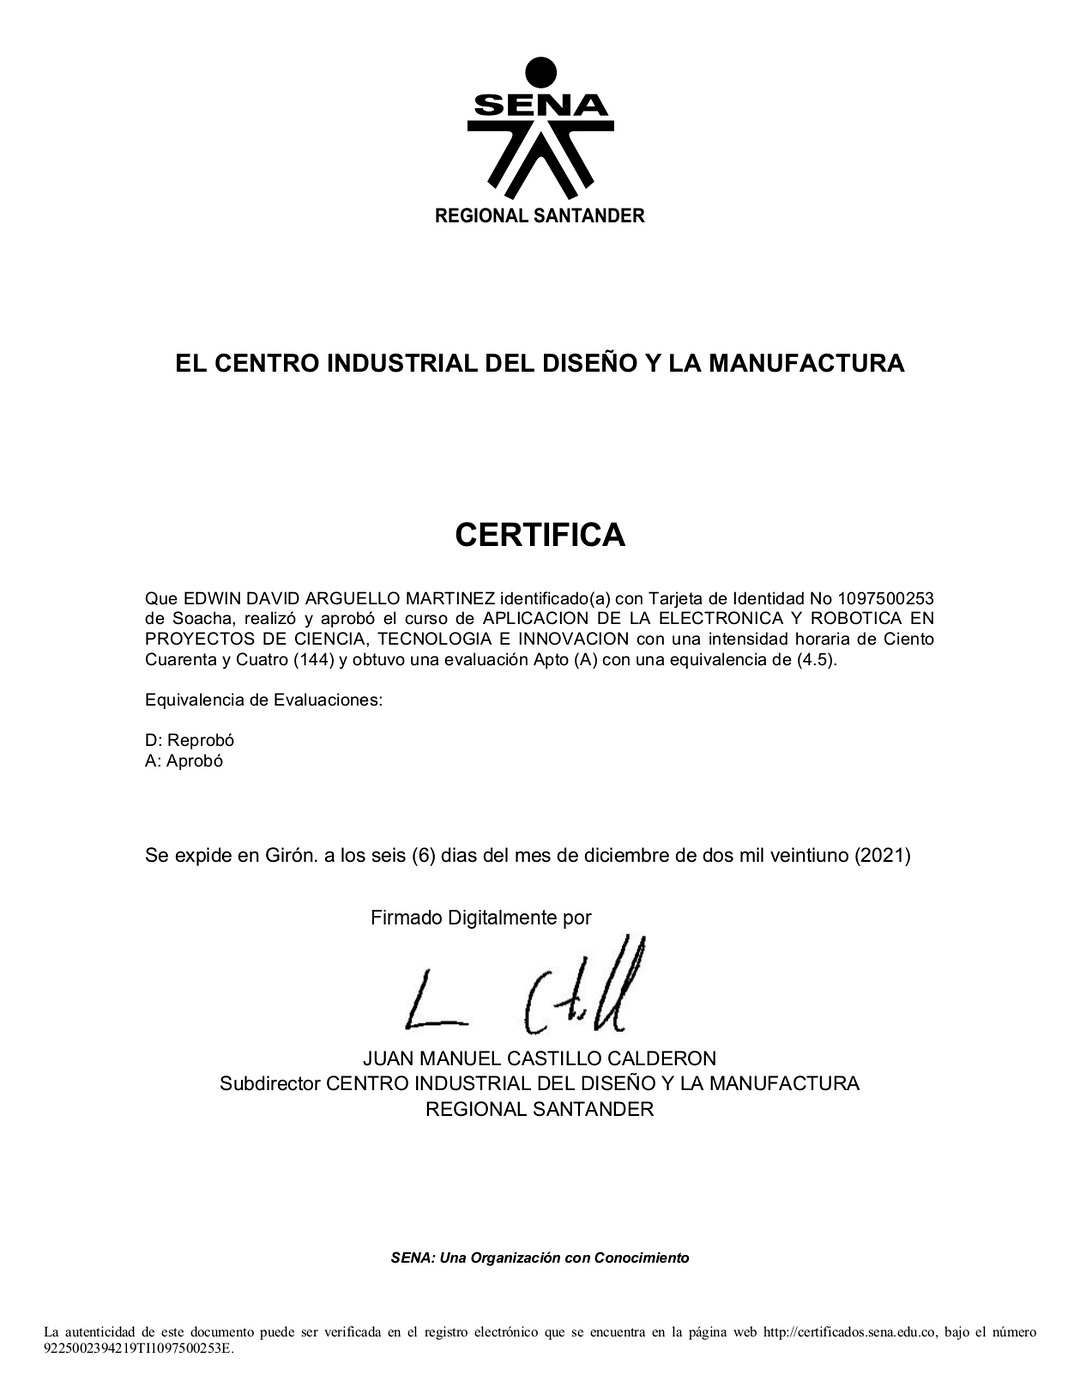 SENA
REGIONAL SANTANDER
EL CENTRO INDUSTRIAL DEL DISEÑO Y LA MANUFACTURA
CERTIFICA
Que EDWIN DAVID ARGUELLO MARTINEZ identificado(a) con Tarjeta de Identidad No 1097500253
de Soacha, realizó y aprobó el curso de APLICACION DE LA ELECTRONICA Y ROBOTICA EN
PROYECTOS DE CIENCIA, TECNOLOGIA E INNOVACION con una intensidad horaria de Ciento
Cuarenta y Cuatro (144) y obtuvo una evaluación Apto (A) con una equivalencia de (4.5).
Equivalencia de Evaluaciones:
D: Reprobó
A: Aprobó
Se expide en Girón. a los seis (6) dias del mes de diciembre de dos mil veintiuno (2021)
Firmado Digitalmente por
JUAN MANUEL CASTILLO CALDERON
Subdirector CENTRO INDUSTRIAL DEL DISEÑO Y LA MANUFACTURA
REGIONAL SANTANDER
SENA: Una Organización con Conocimiento
La autenticidad de este documento puede ser verificada en el registro electrónico que se encuentra en la página web http://certificados.sena.edu.co, bajo el número
9225002394219TI1097500253E.